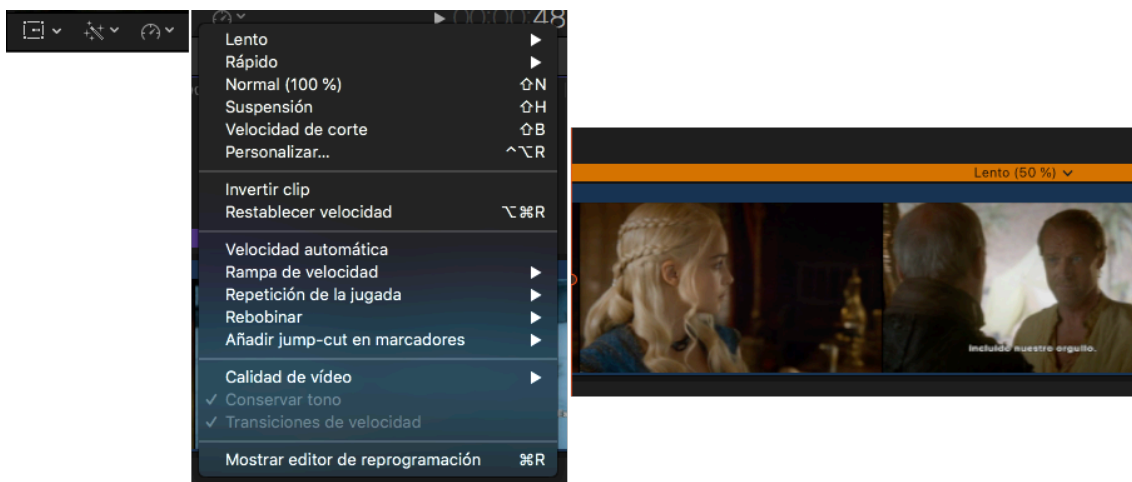 00:00:48
Lento
Rápido
Normal (100 %) ⇧N
Suspensión ⇧H
Velocidad de corte ⇧B
Personalizar... ^⌥R
Invertir clip
Restablecer velocidad ⌥⌘R
Velocidad automática
Rampa de velocidad
Repetición de la jugada
Rebobinar
Añadir jump-cut en marcadores
Calidad de vídeo
✓ Conservar tono
✓ Transiciones de velocidad
Mostrar editor de reprogramación ⌘R
Lento (50 %)
Incluido nuestro orgullo.